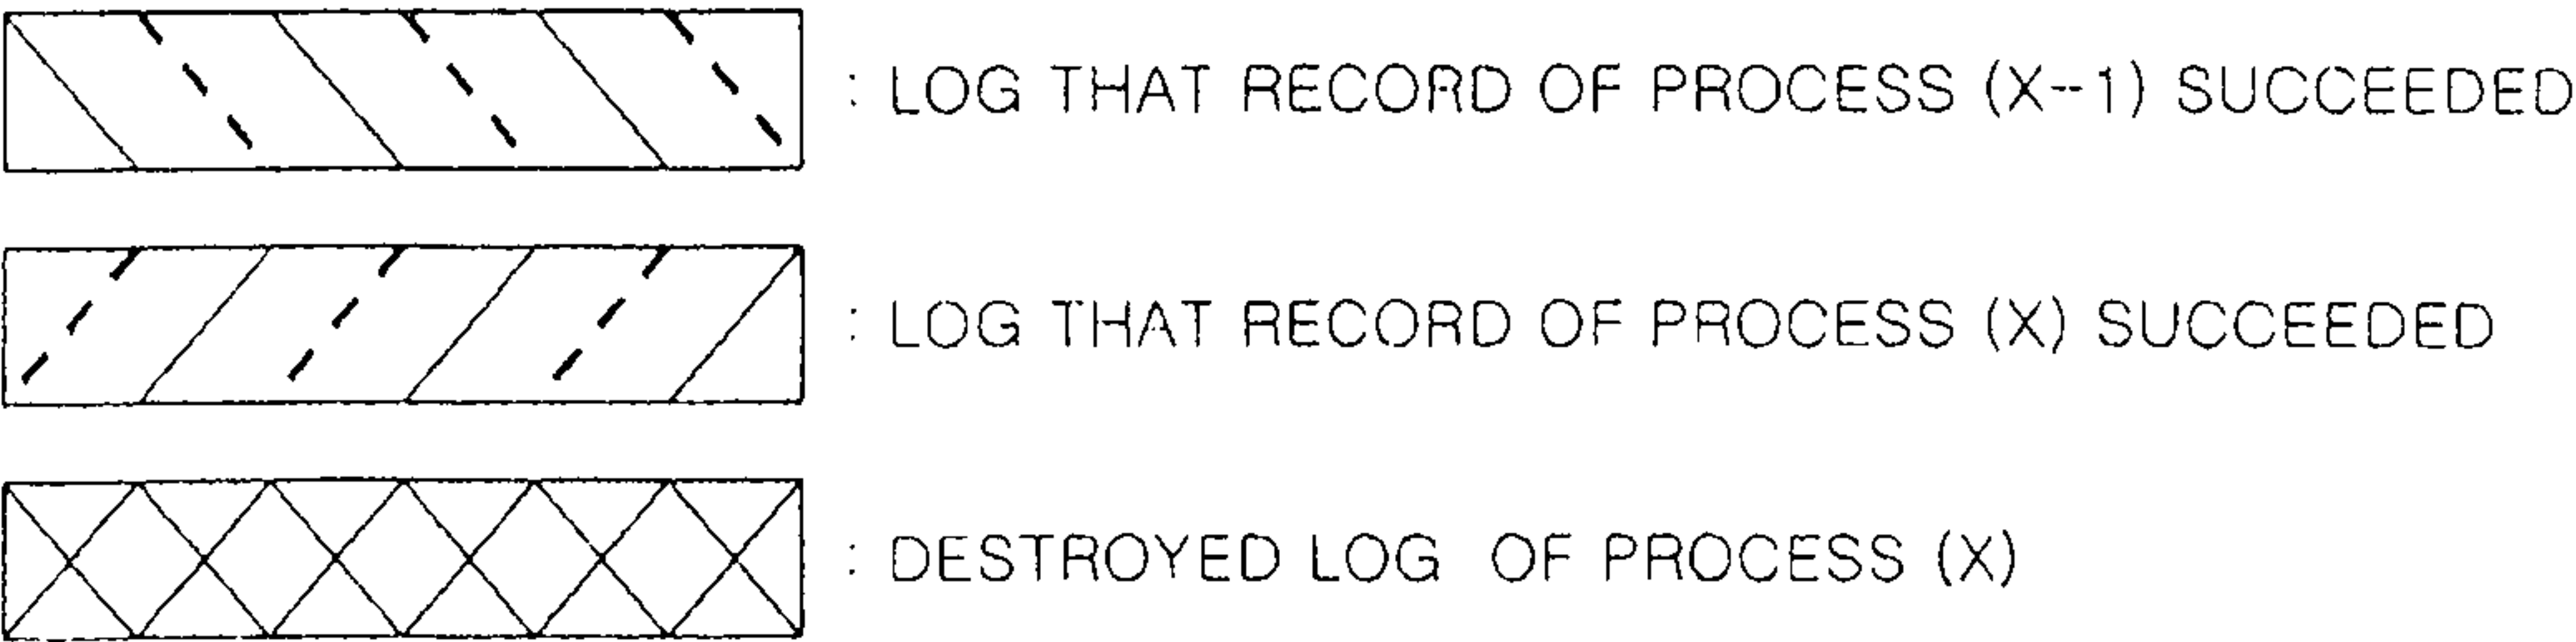 : LOG THAT RECORD OF PROCESS (X-1) SUCCEEDED
: LOG THAT RECORD OF PROCESS (X) SUCCEEDED
: DESTROYED LOG OF PROCESS (X)